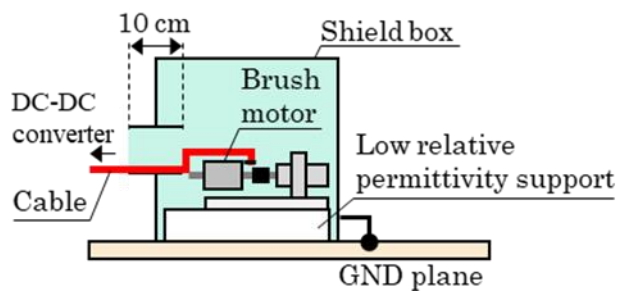 10 cm
Shield box
Brush
motor
DC-DC
converter
Low relative
permittivity support
Cable
GND plane